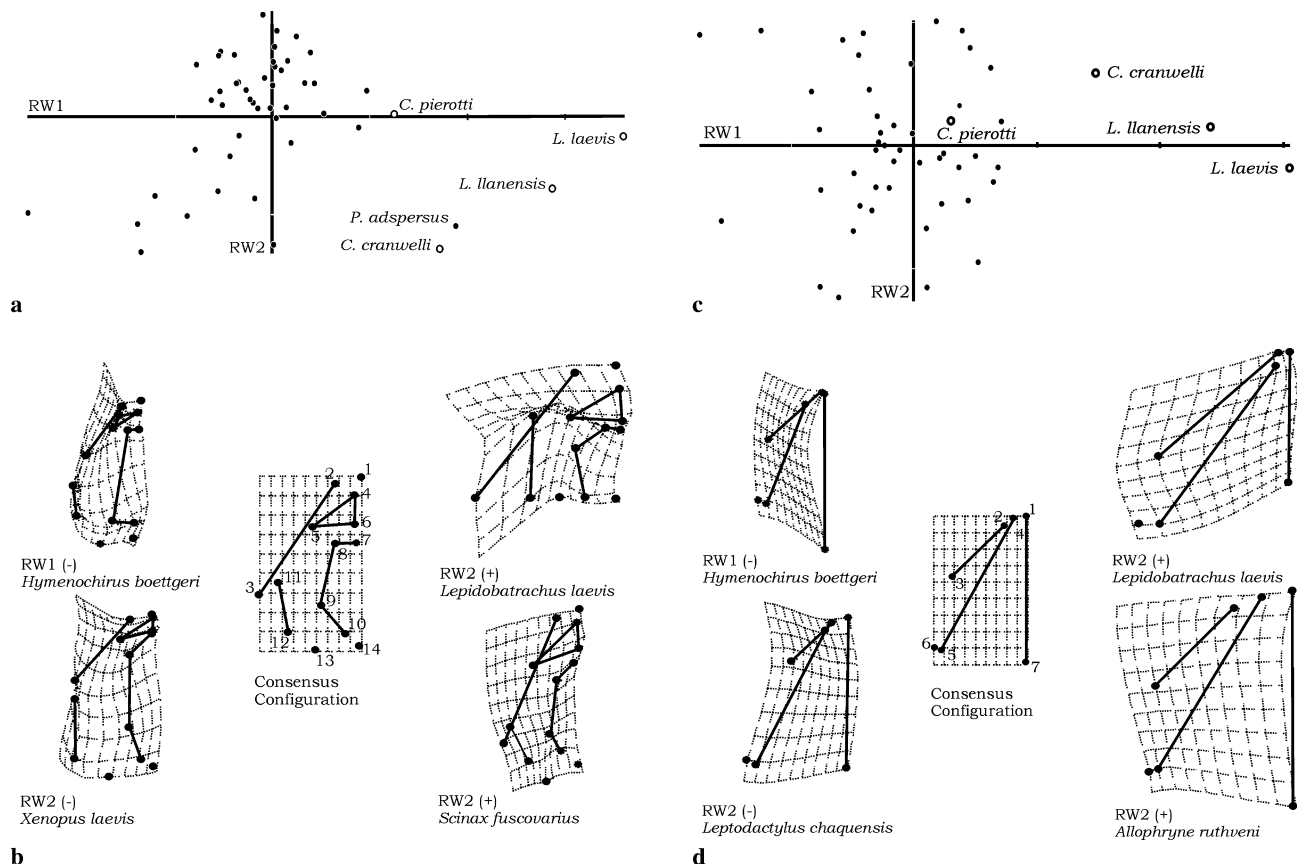 RW1
C. pierotti
L. laevis
L. llanensis
P. adspersus
RW2
C. cranwelli
a
C. cranwelli
L. llanensis
RW1
C. pierotti
L. laevis
RW2
c
RW1 (-)
Hymenochirus boettgeri
1
2
4
5
6
7
8
3
11
9
10
12
13
14
Consensus
Configuration
RW2 (+)
Lepidobatrachus laevis
RW2 (-)
Xenopus laevis
RW2 (+)
Scinax fuscovarius
b
RW1 (-)
Hymenochirus boettgeri
1
2
4
3
6
5
7
Consensus
Configuration
RW2 (+)
Lepidobatrachus laevis
RW2 (-)
Leptodactylus chaquensis
RW2 (+)
Allophryne ruthveni
d